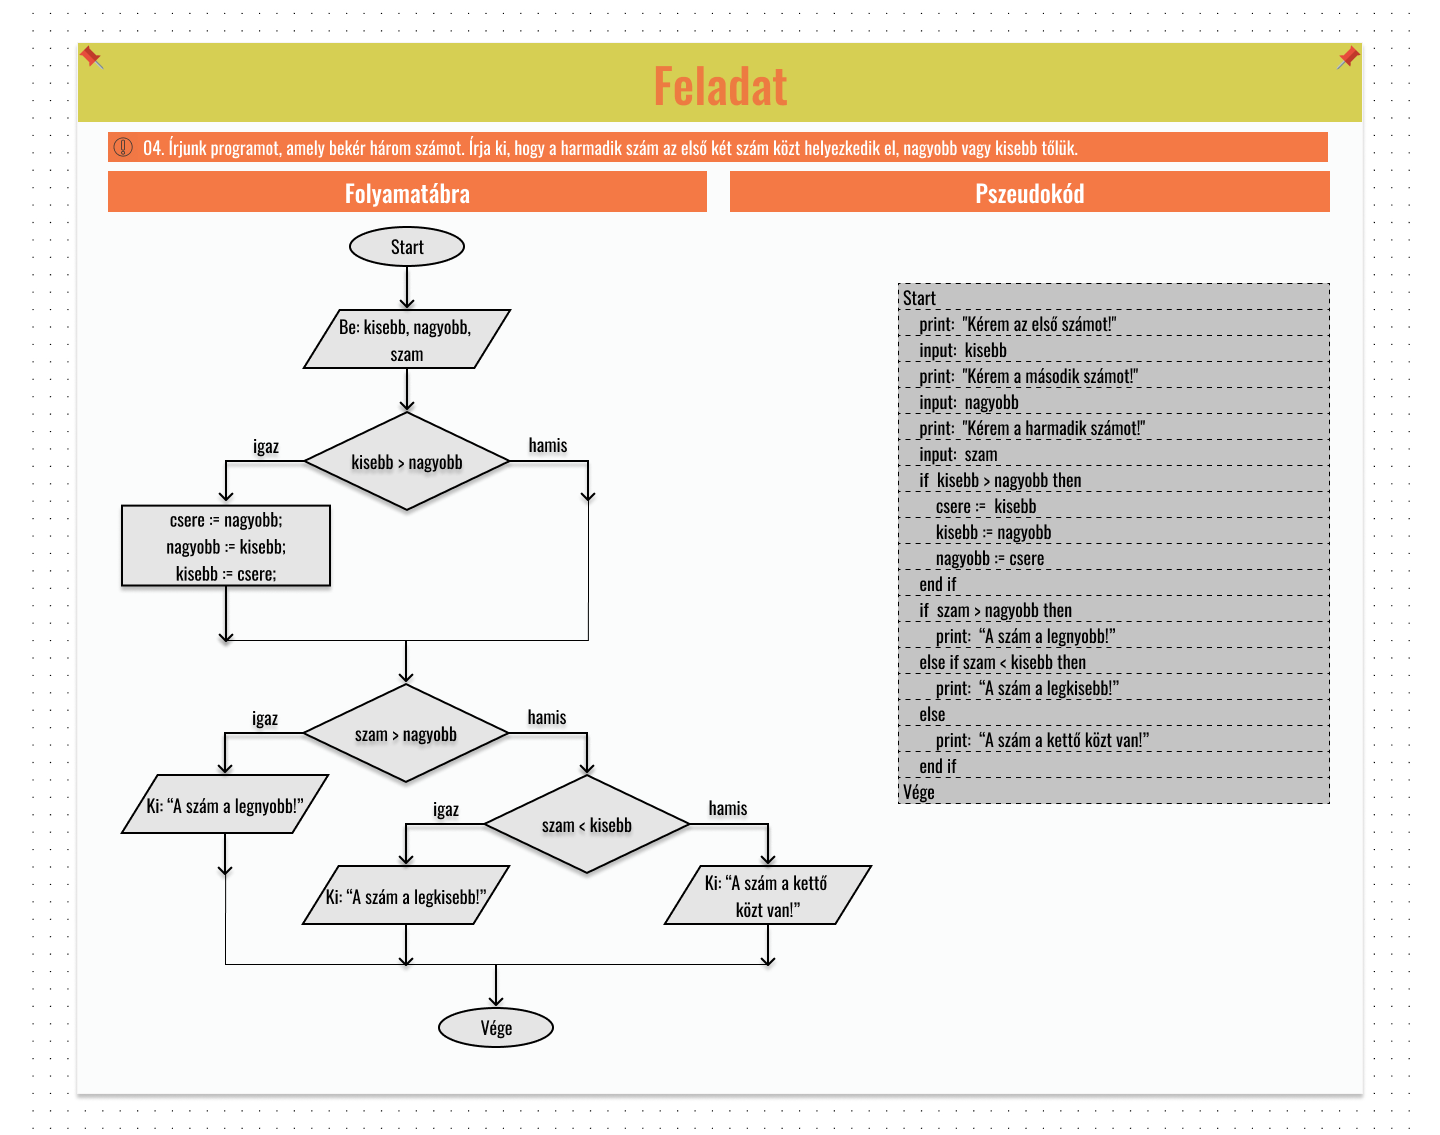 Feladat
04. Írjunk programot, amely bekér három számot. Írja ki, hogy a harmadik szám az első két szám közt helyezkedik el, nagyobb vagy kisebb tőlük.
Folyamatábra
Start
Be: kisebb, nagyobb,
szam
igaz
hamis
kisebb > nagyobb
csere := nagyobb;
nagyobb := kisebb;
kisebb := csere;
igaz
hamis
szam > nagyobb
Ki: “A szám a legnyobb!”
igaz
hamis
szam < kisebb
Ki: “A szám a legkisebb!”
Ki: “A szám a kettő
közt van!”
Vége
Pszeudokód
Start
print: "Kérem az első számot!"
input: kisebb
print: "Kérem a második számot!"
input: nagyobb
print: "Kérem a harmadik számot!"
input: szam
if kisebb > nagyobb then
csere := kisebb
kisebb := nagyobb
nagyobb := csere
end if
if szam > nagyobb then
print: “A szám a legnyobb!”
else if szam < kisebb then
print: “A szám a legkisebb!”
else
print: “A szám a kettő közt van!”
end if
Vége